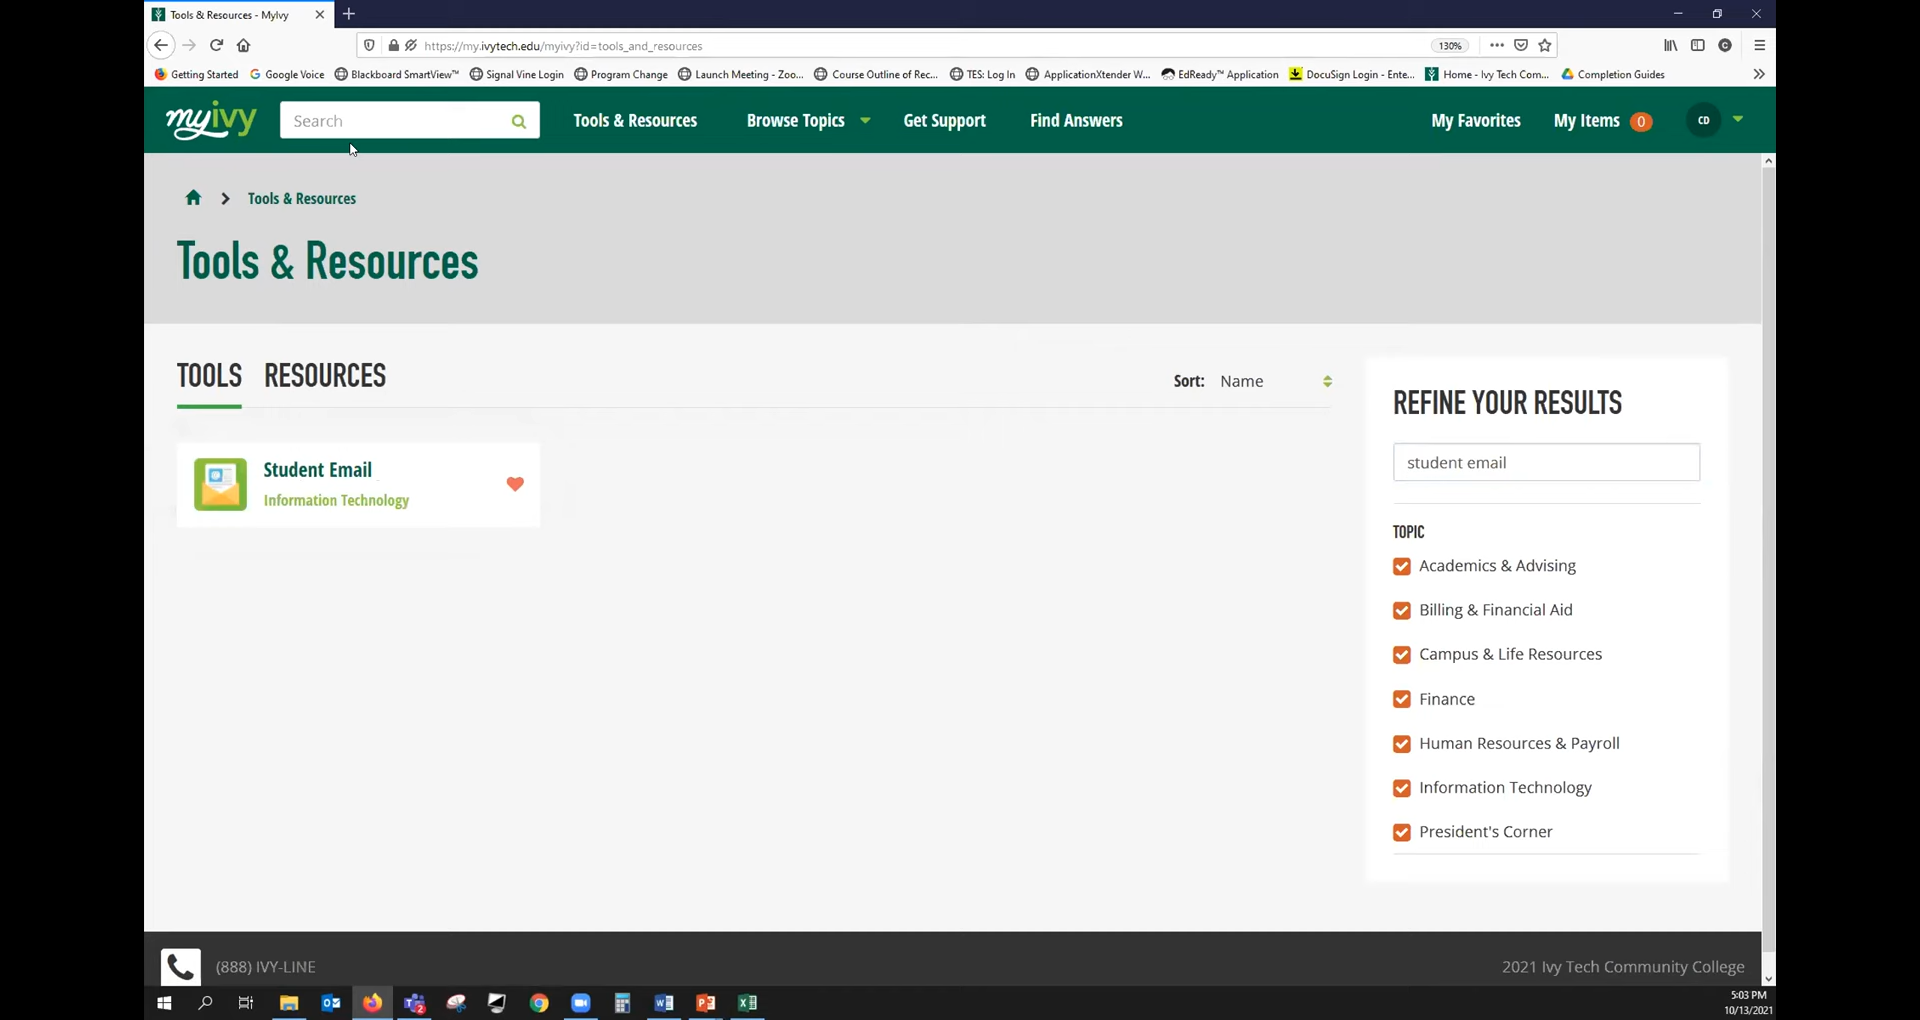 Tools & Resources - MyIvy
https://my.ivytech.edu/myivy?id=tools_and_resources
130%
Getting Started
Google Voice
Blackboard SmartView™
Signal Vine Login
Program Change
Launch Meeting - Zoo...
Course Outline of Rec...
TES: Log In
ApplicationXtender W...
EdReady™ Application
DocuSign Login - Ente...
Home - Ivy Tech Com...
Completion Guides
myivy
Search
Tools & Resources
Browse Topics
Get Support
Find Answers
My Favorites
My Items 0
CD
Tools & Resources
Tools & Resources
TOOLS
RESOURCES
Sort: Name
Student Email
Information Technology
REFINE YOUR RESULTS
student email
TOPIC
Academics & Advising
Billing & Financial Aid
Campus & Life Resources
Finance
Human Resources & Payroll
Information Technology
President's Corner
(888) IVY-LINE
2021 Ivy Tech Community College
5:03 PM
10/13/2021